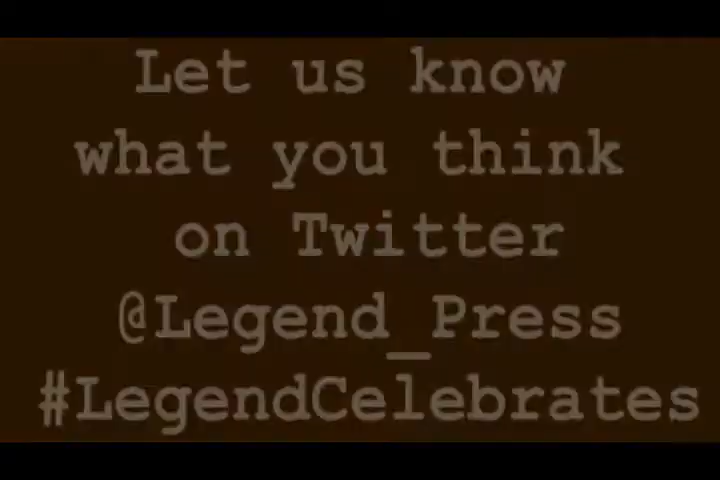 Let us know
what you think
on Twitter
@Legend_Press
#LegendCelebrates